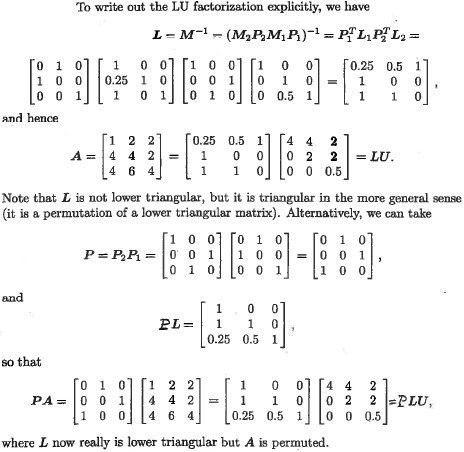 To write out the LU factorization explicitly, we have
L = M⁻¹ = (M₂P₂M₁P₁)⁻¹ = P₁ᵀL₁P₂ᵀL₂ =
[0 1 0; 1 0 0; 0 0 1] [1 0 0; 0.25 1 0; 1 0 1] [1 0 0; 0 0 1; 0 1 0] [1 0 0; 0 1 0; 0 0.5 1] = [0.25 0.5 1; 1 0 0; 1 1 0],
and hence
A = [1 2 2; 4 4 2; 4 6 4] = [0.25 0.5 1; 1 0 0; 1 1 0] [4 4 2; 0 2 2; 0 0 0.5] = LU.
Note that L is not lower triangular, but it is triangular in the more general sense
(it is a permutation of a lower triangular matrix). Alternatively, we can take
P = P₂P₁ = [1 0 0; 0 0 1; 0 1 0] [0 1 0; 1 0 0; 0 0 1] = [0 1 0; 0 0 1; 1 0 0],
and
PL = [1 0 0; 1 1 0; 0.25 0.5 1],
so that
PA = [0 1 0; 0 0 1; 1 0 0] [1 2 2; 4 4 2; 4 6 4] = [1 0 0; 1 1 0; 0.25 0.5 1] [4 4 2; 0 2 2; 0 0 0.5] =PLU,
where L now really is lower triangular but A is permuted.